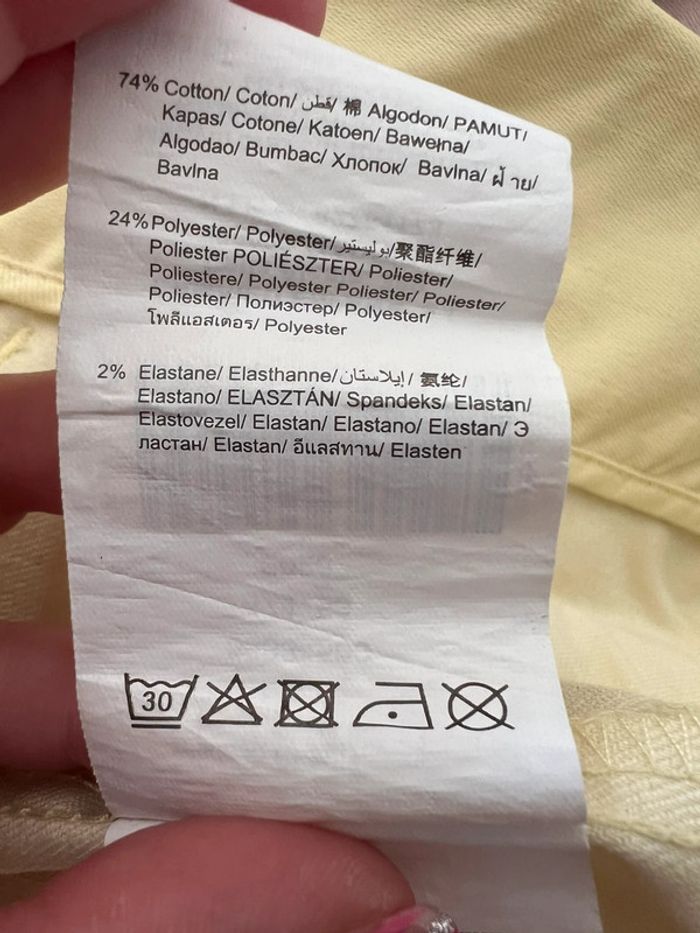 74% Cotton/ Coton/ قطن/ 棉 Algodon/ PAMUT/
Kapas/ Cotone/ Katoen/ Bawełna/
Algodao/ Bumbac/ Хлопок/ Bavlna/ ฝ้าย/
Bavlna
24% Polyester/ Polyester/ بوليستير/聚酯纤维/
Poliester POLIÉSZTER/ Poliester/
Poliestere/ Polyester Poliester/ Poliester/
Poliester/ Полиэстер/ Polyester/
โพลีแอสเตอร/ Polyester
2% Elastane/ Elasthanne/ إيلاستان/ 氨纶/
Elastano/ ELASZTÁN/ Spandeks/ Elastan/
Elastovezel/ Elastan/ Elastano/ Elastan/ Э
ластан/ Elastan/ อีแลสทาน/ Elasten
30